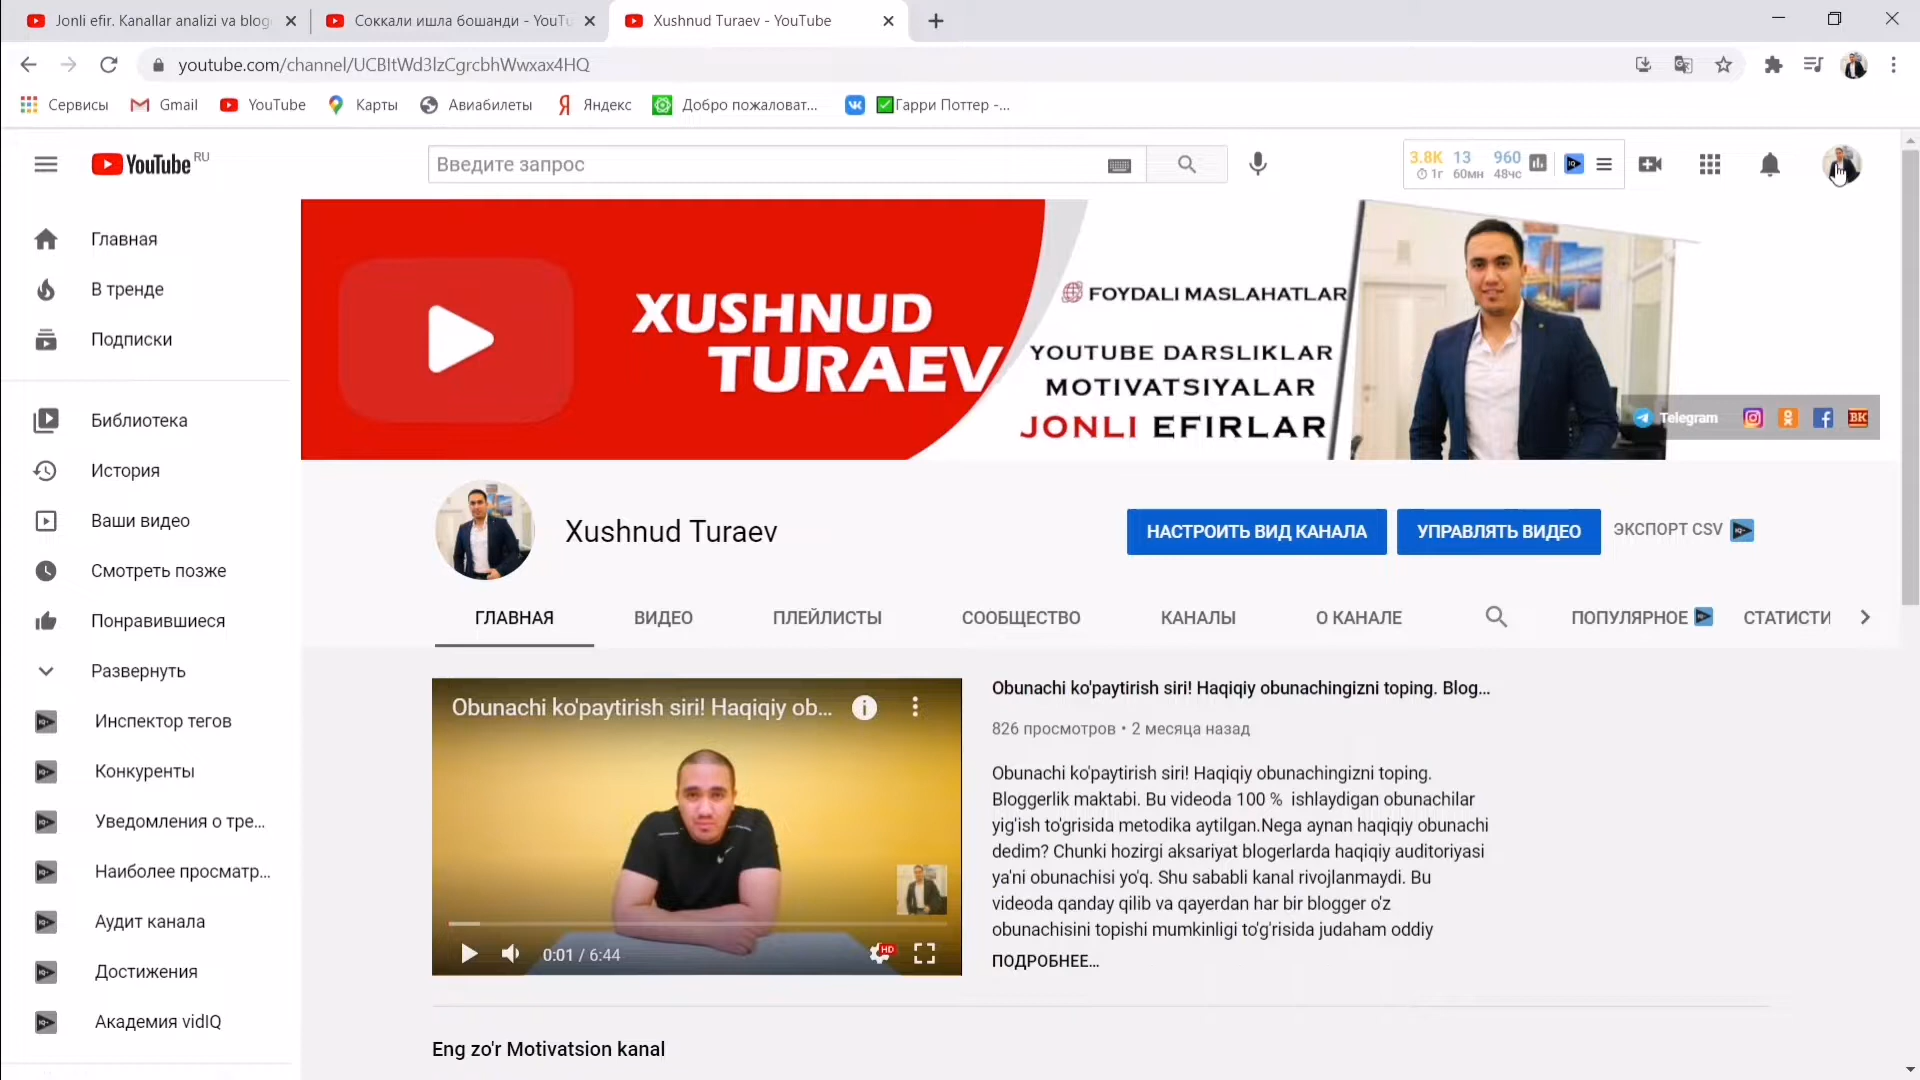 Jonli efir. Kanallar analizi va blog
Соккали ишла бошанди - YouTu
Xushnud Turaev - YouTube
youtube.com/channel/UCBItWd3lzCgrcbhWwxax4HQ
Сервисы
Gmail
YouTube
Карты
Авиабилеты
Яндекс
Добро пожаловат...
Гарри Поттер -...
YouTube RU
Введите запрос
3.8K 13 960
1г 60мн 48чс
Главная
В тренде
Подписки
Библиотека
История
Ваши видео
Смотреть позже
Понравившиеся
Развернуть
Инспектор тегов
Конкуренты
Уведомления о тре...
Наиболее просматр...
Аудит канала
Достижения
Академия vidIQ
XUSHNUD
TURAEV
FOYDALI MASLAHATLAR
YOUTUBE DARSLIKLAR
MOTIVATSIYALAR
JONLI EFIRLAR
Telegram
Xushnud Turaev
НАСТРОИТЬ ВИД КАНАЛА
УПРАВЛЯТЬ ВИДЕО
ЭКСПОРТ CSV
ГЛАВНАЯ
ВИДЕО
ПЛЕЙЛИСТЫ
СООБЩЕСТВО
КАНАЛЫ
О КАНАЛЕ
ПОПУЛЯРНОЕ
СТАТИСТИ
Obunachi ko'paytirish siri! Haqiqiy ob...
HD
0:01 / 6:44
Obunachi ko'paytirish siri! Haqiqiy obunachingizni toping. Blog...
826 просмотров • 2 месяца назад
Obunachi ko'paytirish siri! Haqiqiy obunachingizni toping.
Bloggerlik maktabi. Bu videoda 100 % ishlaydigan obunachilar
yig'ish to'grisida metodika aytilgan.Nega aynan haqiqiy obunachi
dedim? Chunki hozirgi aksariyat blogerlarda haqiqiy auditoriyasi
ya'ni obunachisi yo'q. Shu sababli kanal rivojlanmaydi. Bu
videoda qanday qilib va qayerdan har bir blogger o'z
obunachisini topishi mumkinligi to'g'risida judaham oddiy
ПОДРОБНЕЕ...
Eng zo'r Motivatsion kanal